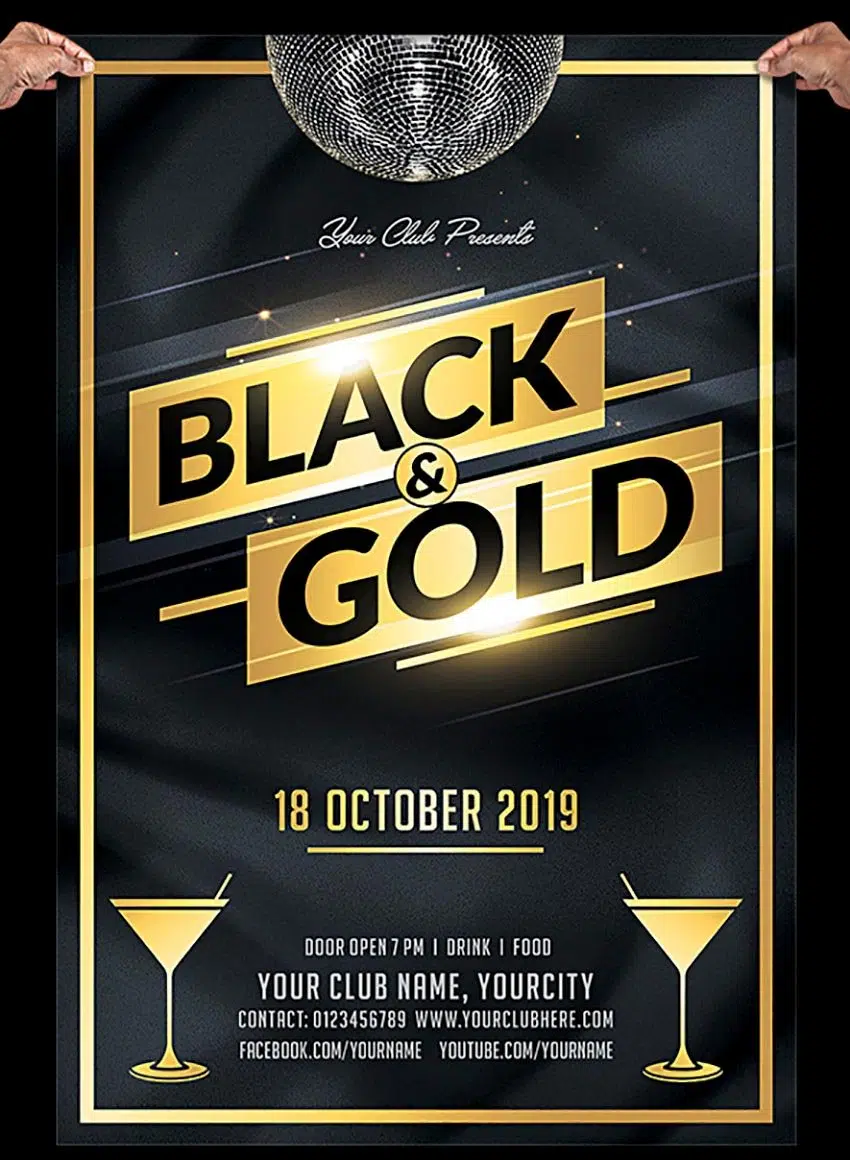 Your Club Presents
BLACK
&
GOLD
18 OCTOBER 2019
DOOR OPEN 7 PM | DRINK | FOOD
YOUR CLUB NAME, YOURCITY
CONTACT: 0123456789 WWW.YOURCLUBHERE.COM
FACEBOOK.COM/YOURNAME YOUTUBE.COM/YOURNAME